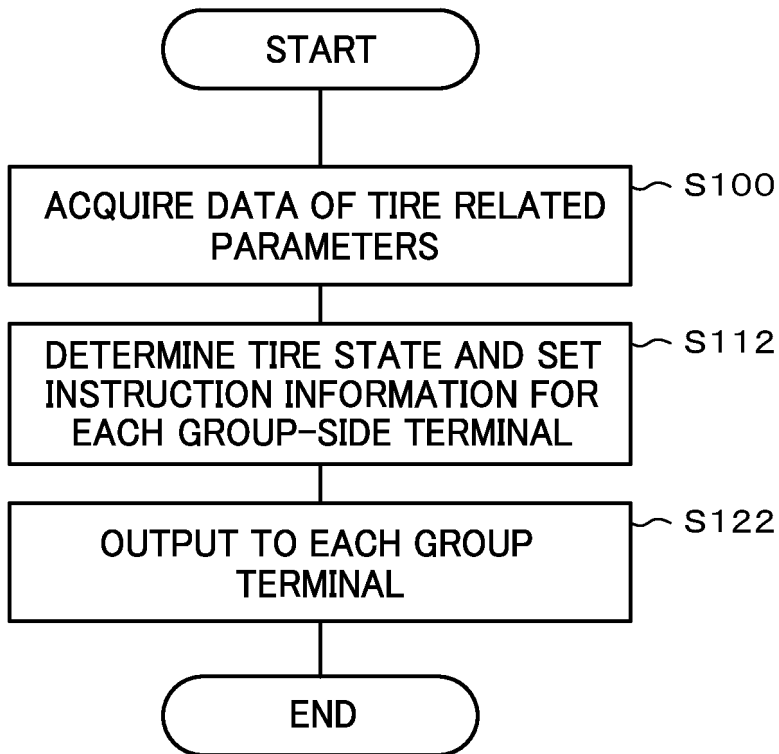 START
ACQUIRE DATA OF TIRE RELATED
PARAMETERS
S100
DETERMINE TIRE STATE AND SET
INSTRUCTION INFORMATION FOR
EACH GROUP-SIDE TERMINAL
S112
OUTPUT TO EACH GROUP
TERMINAL
S122
END